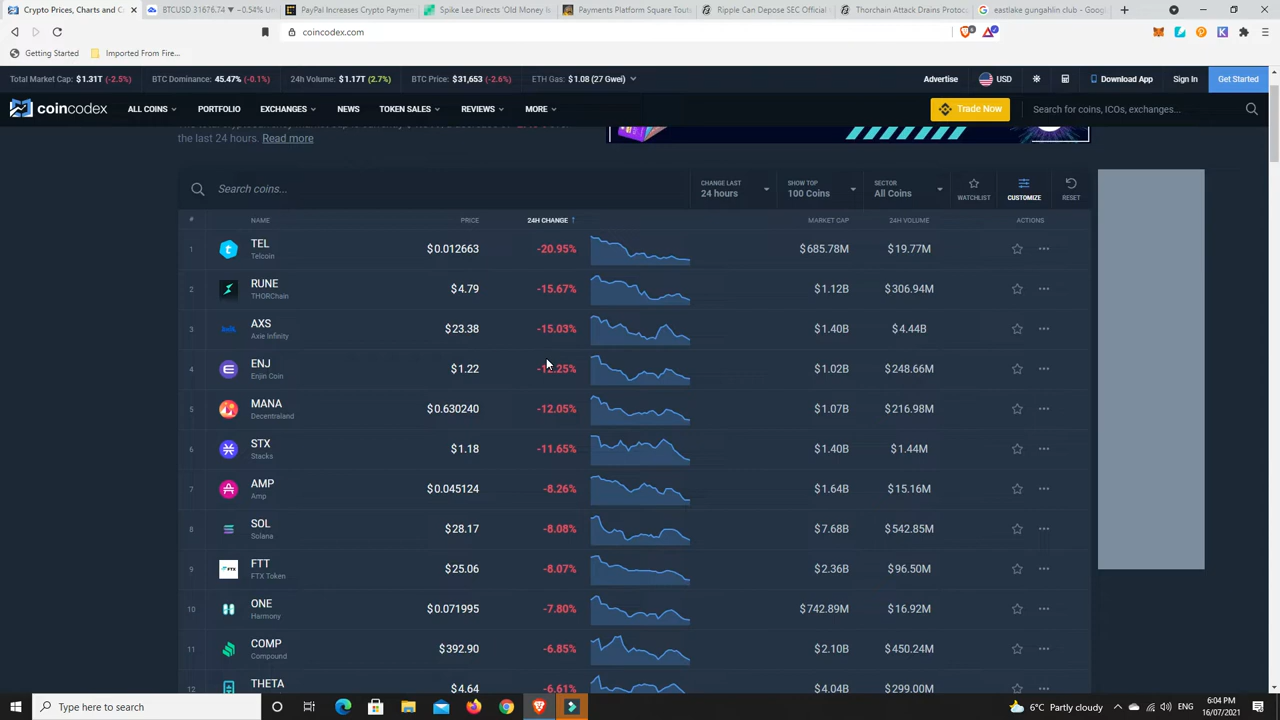 Crypto Prices, Charts and C
BTCUSD 31676.74 ▼ −0.54% Un
PayPal Increases Crypto Paymen
Spike Lee Directs 'Old Money Is
Payments Platform Square Tout
Ripple Can Depose SEC Official
Thorchain Attack Drains Protoc
eastlake gungahlin club - Goog
coincodex.com
Getting Started
Imported From Fire...
Total Market Cap: $1.31T (-2.5%)
BTC Dominance: 45.47% (-0.1%)
24h Volume: $1.17T (2.7%)
BTC Price: $31,653 (-2.6%)
ETH Gas: $1.08 (27 Gwei)
Advertise
USD
Download App
Sign In
Get Started
coincodex
ALL COINS
PORTFOLIO
EXCHANGES
NEWS
TOKEN SALES
REVIEWS
MORE
Trade Now
Search for coins, ICOs, exchanges...
the last 24 hours. Read more
Search coins...
CHANGE LAST
24 hours
SHOW TOP
100 Coins
SECTOR
All Coins
WATCHLIST
CUSTOMIZE
RESET
# NAME PRICE 24H CHANGE ↑ MARKET CAP 24H VOLUME ACTIONS
1 TEL $0.012663 -20.95% $685.78M $19.77M
Telcoin
2 RUNE $4.79 -15.67% $1.12B $306.94M
THORChain
3 AXS $23.38 -15.03% $1.40B $4.44B
Axie Infinity
4 ENJ $1.22 $1.02B $248.66M
Enjin Coin
5 MANA $0.630240 -12.05% $1.07B $216.98M
Decentraland
6 STX $1.18 -11.65% $1.40B $1.44M
Stacks
7 AMP $0.045124 -8.26% $1.64B $15.16M
Amp
8 SOL $28.17 -8.08% $7.68B $542.85M
Solana
9 FTT $25.06 -8.07% $2.36B $96.50M
FTX Token
10 ONE $0.071995 -7.80% $742.89M $16.92M
Harmony
11 COMP $392.90 -6.85% $2.10B $450.24M
Compound
12 THETA $4.64 -6.61% $4.04B $299.00M
Type here to search
6°C Partly cloudy
6:04 PM
16/07/2021